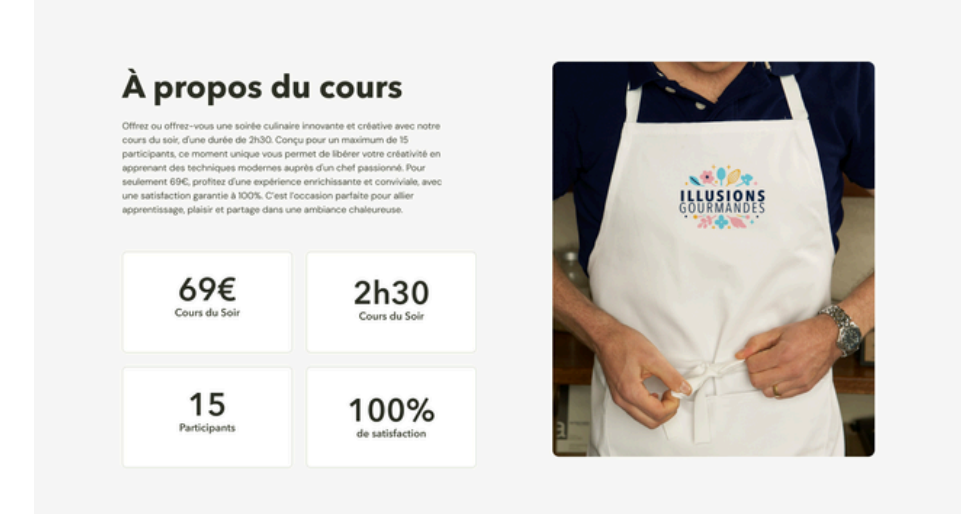 À propos du cours
Offrez ou offrez-vous une soirée culinaire innovante et créative avec notre
cours du soir, d'une durée de 2h30. Conçu pour un maximum de 15
participants, ce moment unique vous permet de libérer votre créativité en
apprenant des techniques modernes auprès d'un chef passionné. Pour
seulement 69€, profitez d'une expérience enrichissante et conviviale, avec
une satisfaction garantie à 100%. C'est l'occasion parfaite pour allier
apprentissage, plaisir et partage dans une ambiance chaleureuse.
69€
Cours du Soir
2h30
Cours du Soir
15
Participants
100%
de satisfaction
ILLUSIONS
GOURMANDES